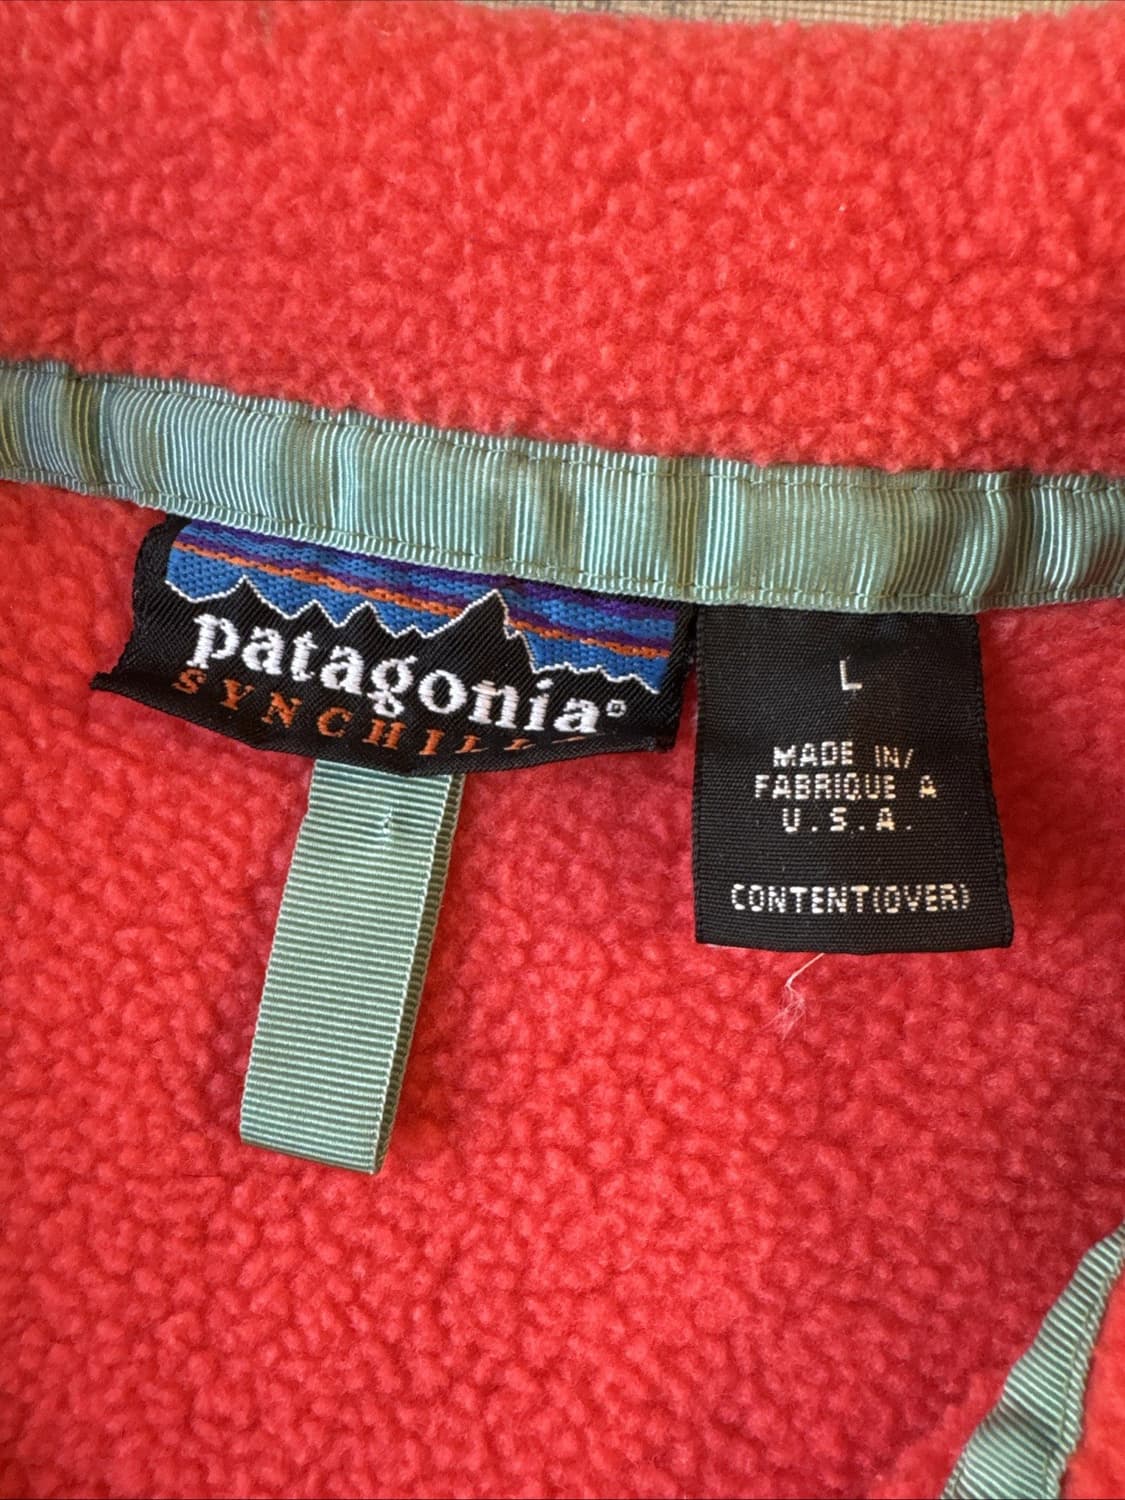 patagonia®
SYNCHILLA
L
MADE IN/
FABRIQUE A
U.S.A.
CONTENT(OVER)